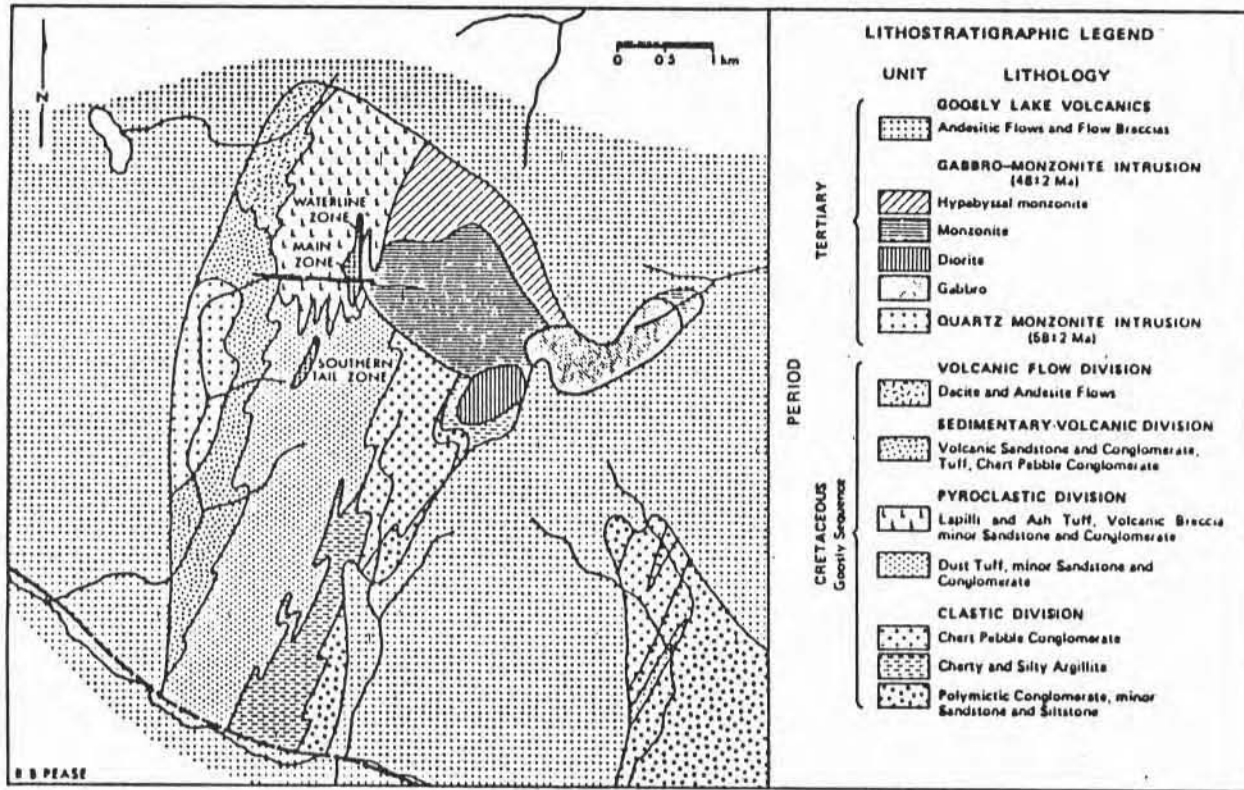 N
0 0.5 1 km
WATERLINE
ZONE
MAIN
ZONE
SOUTHERN
TAIL ZONE
R B PEASE
LITHOSTRATIGRAPHIC LEGEND
UNIT LITHOLOGY
PERIOD
TERTIARY
GOOSLY LAKE VOLCANICS
Andesitic Flows and Flow Breccias
GABBRO-MONZONITE INTRUSION
(48±2 Ma)
Hypabyssal monzonite
Monzonite
Diorite
Gabbro
QUARTZ MONZONITE INTRUSION
(58±2 Ma)
CRETACEOUS
Goosly Sequence
VOLCANIC FLOW DIVISION
Dacite and Andesite Flows
SEDIMENTARY-VOLCANIC DIVISION
Volcanic Sandstone and Conglomerate,
Tuff, Chert Pebble Conglomerate
PYROCLASTIC DIVISION
Lapilli and Ash Tuff, Volcanic Breccia
minor Sandstone and Conglomerate
Dust Tuff, minor Sandstone and
Conglomerate
CLASTIC DIVISION
Chert Pebble Conglomerate
Cherty and Silty Argillite
Polymictic Conglomerate, minor
Sandstone and Siltstone